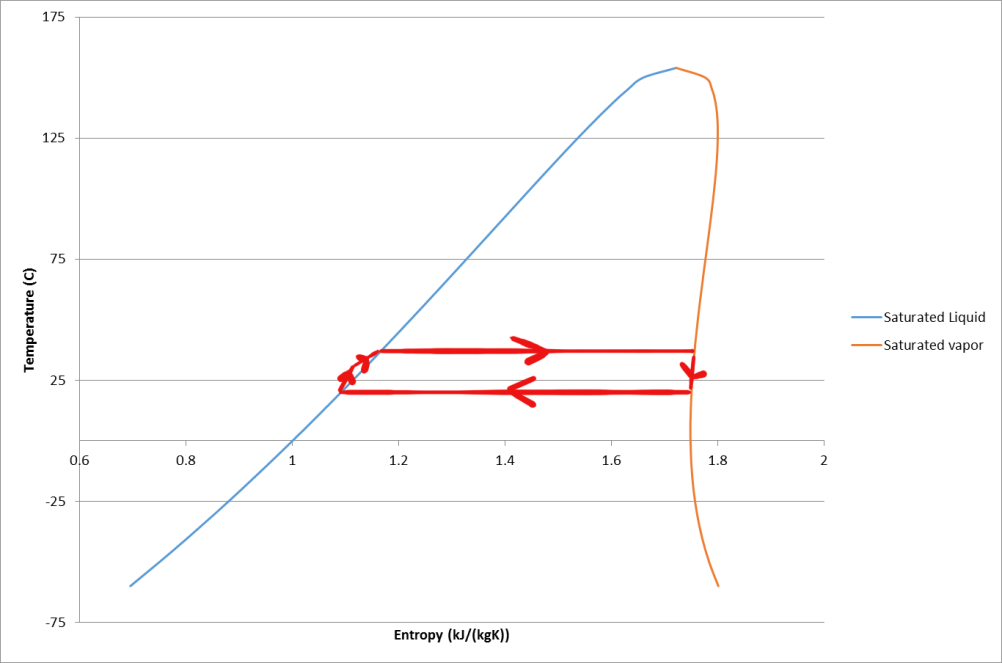 175
125
75
25
0.6 0.8 1 1.2 1.4 1.6 1.8 2
-25
-75
Temperature (C)
Entropy (kJ/(kgK))
Saturated Liquid
Saturated vapor